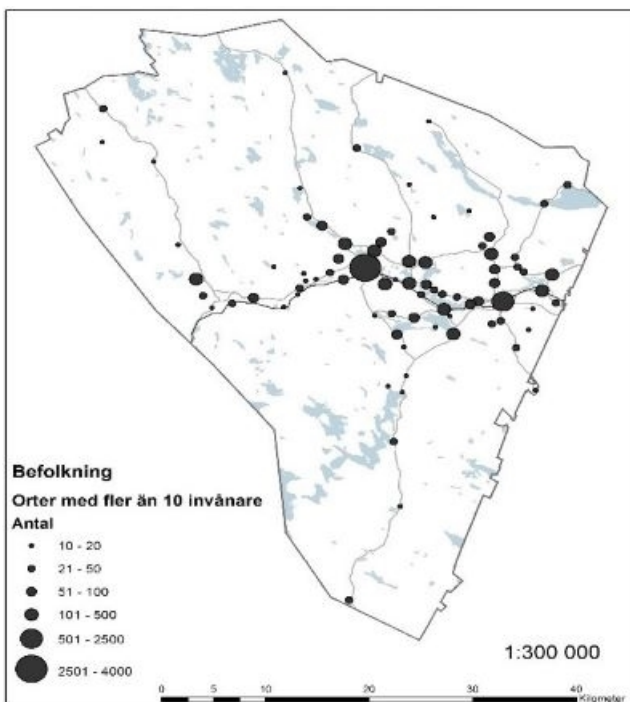 Befolkning
Orter med fler än 10 invånare
Antal
10 - 20
21 - 50
51 - 100
101 - 500
501 - 2500
2501 - 4000
1:300 000
0 10 20 30 40
Kilometer